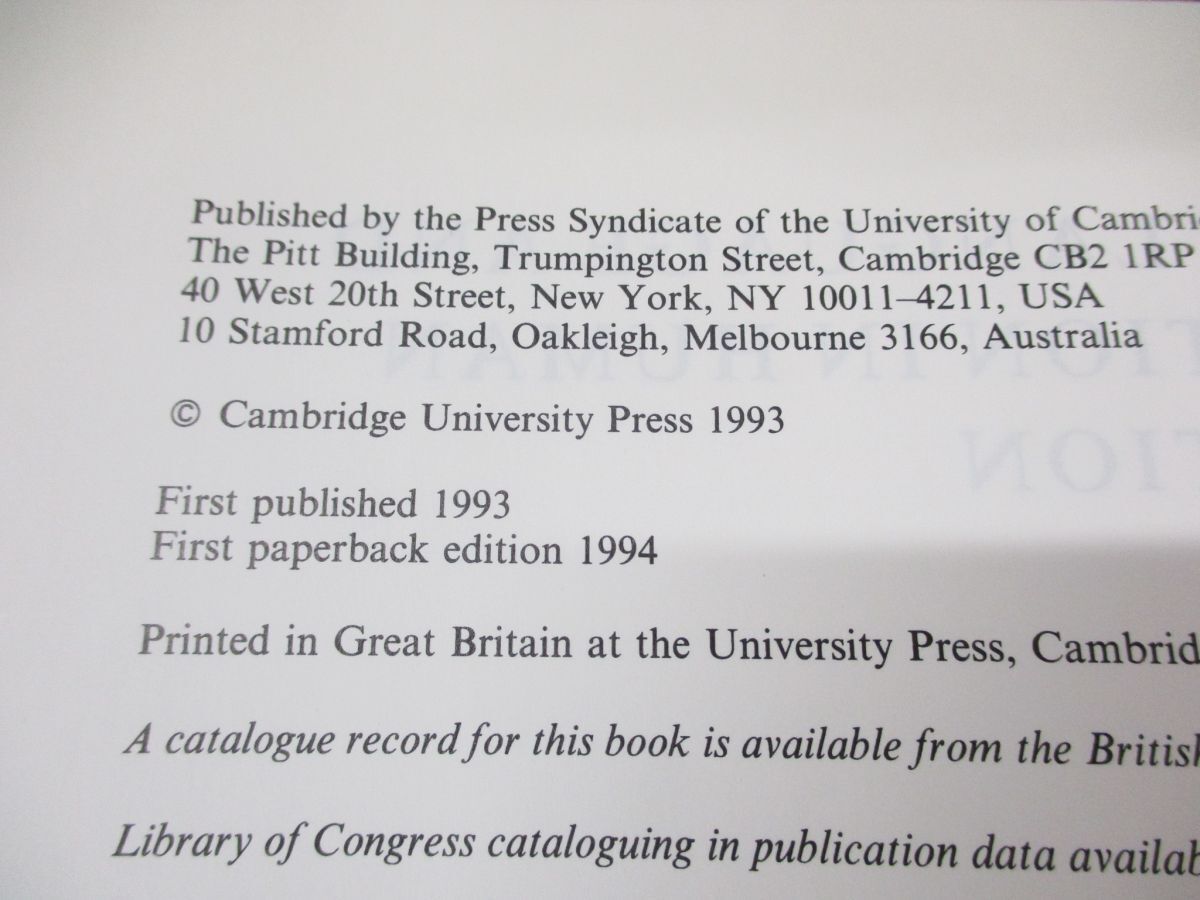 Published by the Press Syndicate of the University of Cambri
The Pitt Building, Trumpington Street, Cambridge CB2 1RP
40 West 20th Street, New York, NY 10011–4211, USA
10 Stamford Road, Oakleigh, Melbourne 3166, Australia
© Cambridge University Press 1993
First published 1993
First paperback edition 1994
Printed in Great Britain at the University Press, Cambrid
A catalogue record for this book is available from the British
Library of Congress cataloguing in publication data availab